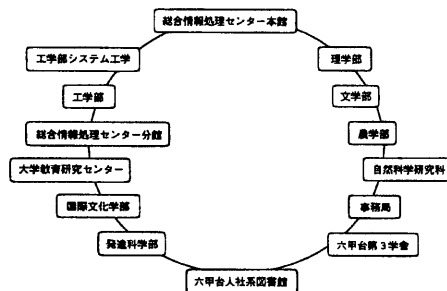 総合情報処理センター本館
工学部システム工学
理学部
工学部
文学部
総合情報処理センター分館
農学部
大学教育研究センター
自然科学研究科
国際文化学部
事務局
発達科学部
六甲台第3学舎
六甲台人社系図書館